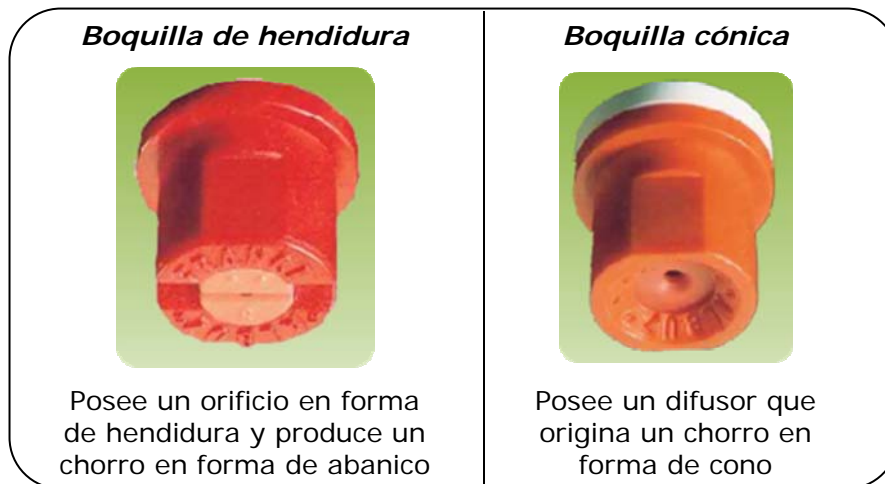 Boquilla de hendidura
Posee un orificio en forma
de hendidura y produce un
chorro en forma de abanico
Boquilla cónica
ALBUZ
Posee un difusor que
origina un chorro en
forma de cono